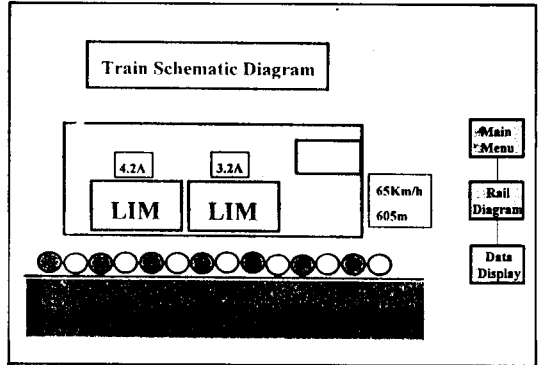 Train Schematic Diagram
4.2A
3.2A
LIM
LIM
65Km/h
605m
Main
Menu
Rail
Diagram
Data
Display